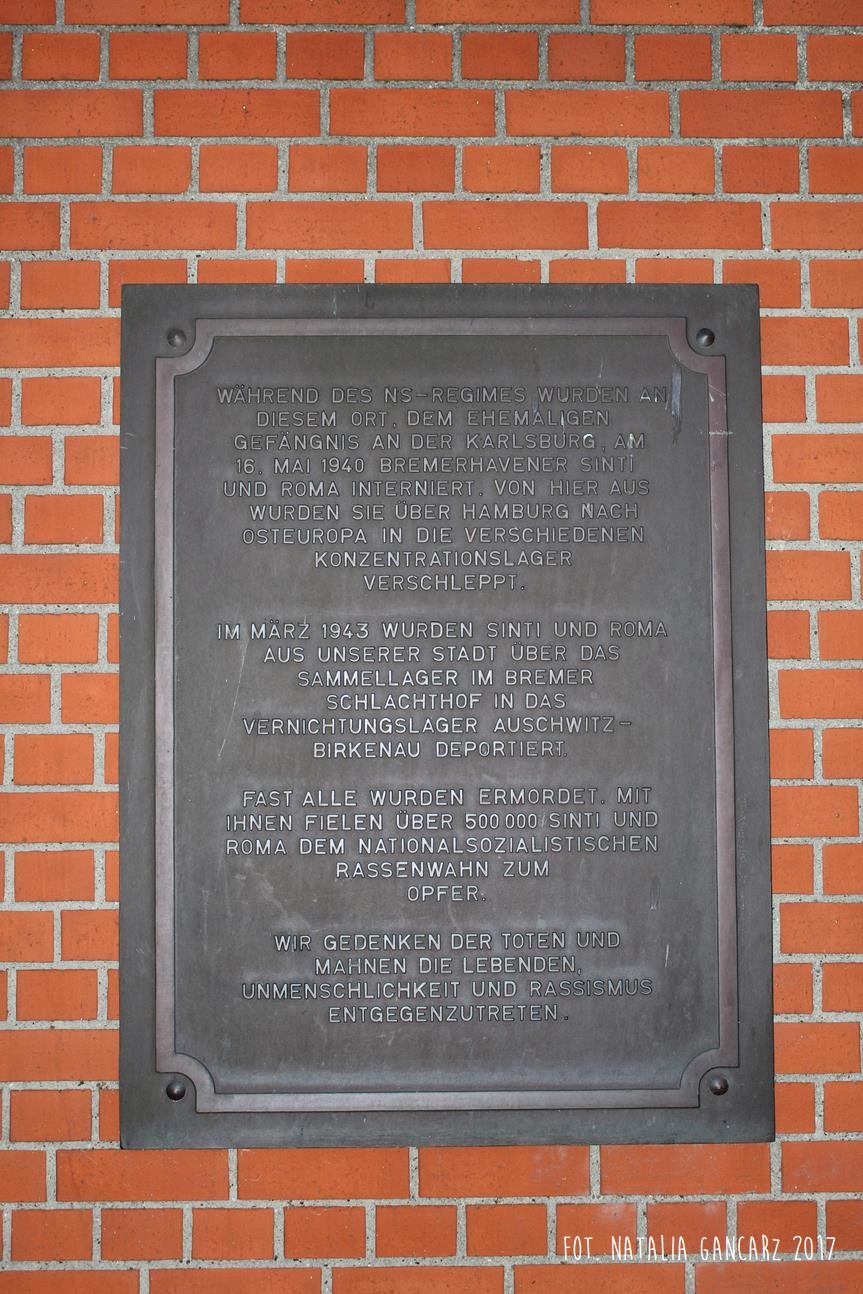 WÄHREND DES NS-REGIMES WURDEN AN
DIESEM ORT, DEM EHEMALIGEN
GEFÄNGNIS AN DER KARLSBURG, AM
16. MAI 1940 BREMERHAVENER SINTI
UND ROMA INTERNIERT. VON HIER AUS
WURDEN SIE ÜBER HAMBURG NACH
OSTEUROPA IN DIE VERSCHIEDENEN
KONZENTRATIONSLAGER
VERSCHLEPPT.
IM MÄRZ 1943 WURDEN SINTI UND ROMA
AUS UNSERER STADT ÜBER DAS
SAMMELLAGER IM BREMER
SCHLACHTHOF IN DAS
VERNICHTUNGSLAGER AUSCHWITZ-
BIRKENAU DEPORTIERT.
FAST ALLE WURDEN ERMORDET. MIT
IHNEN FIELEN ÜBER 500 000 SINTI UND
ROMA DEM NATIONALSOZIALISTISCHEN
RASSENWAHN ZUM
OPFER.
WIR GEDENKEN DER TOTEN UND
MAHNEN DIE LEBENDEN,
UNMENSCHLICHKEIT UND RASSISMUS
ENTGEGENZUTRETEN.
FOT. NATALIA GANCARZ 2017